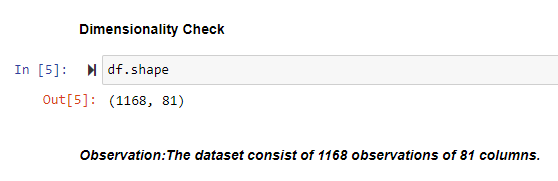 Dimensionality Check
In [5]: df.shape
Out[5]: (1168, 81)
Observation:The dataset consist of 1168 observations of 81 columns.